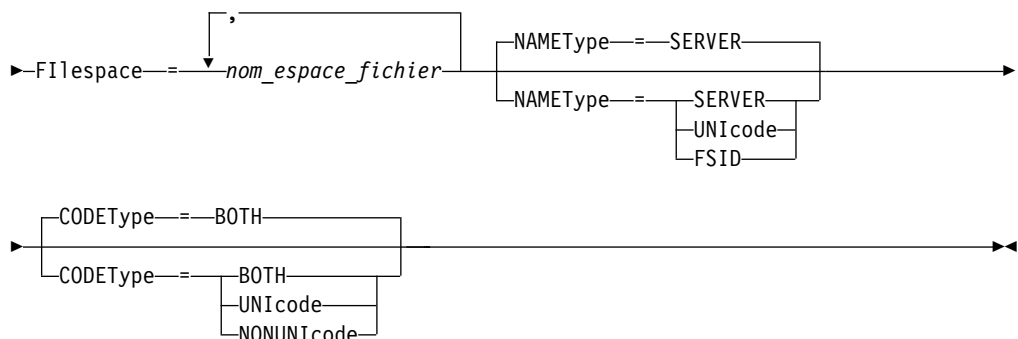 ,
NAMEType = SERVER
FIlespace = nom_espace_fichier
NAMEType = SERVER
UNIcode
FSID
CODEType = BOTH
CODEType = BOTH
UNIcode
NONUNIcode